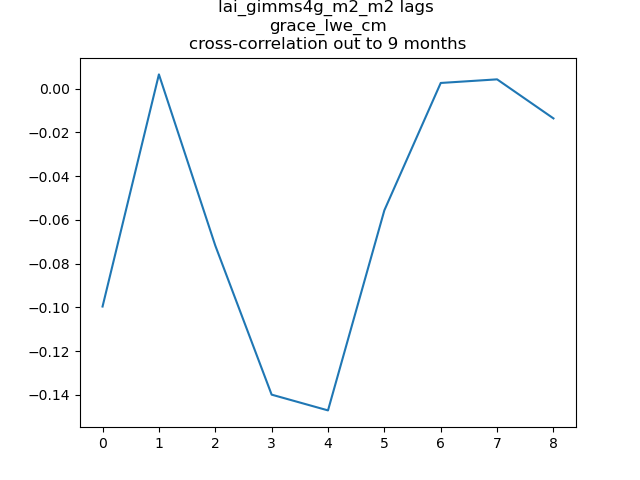 lai_gimms4g_m2_m2 lags
grace_lwe_cm
cross-correlation out to 9 months
0.00
−0.02
−0.04
−0.06
−0.08
−0.10
−0.12
−0.14
0 1 2 3 4 5 6 7 8